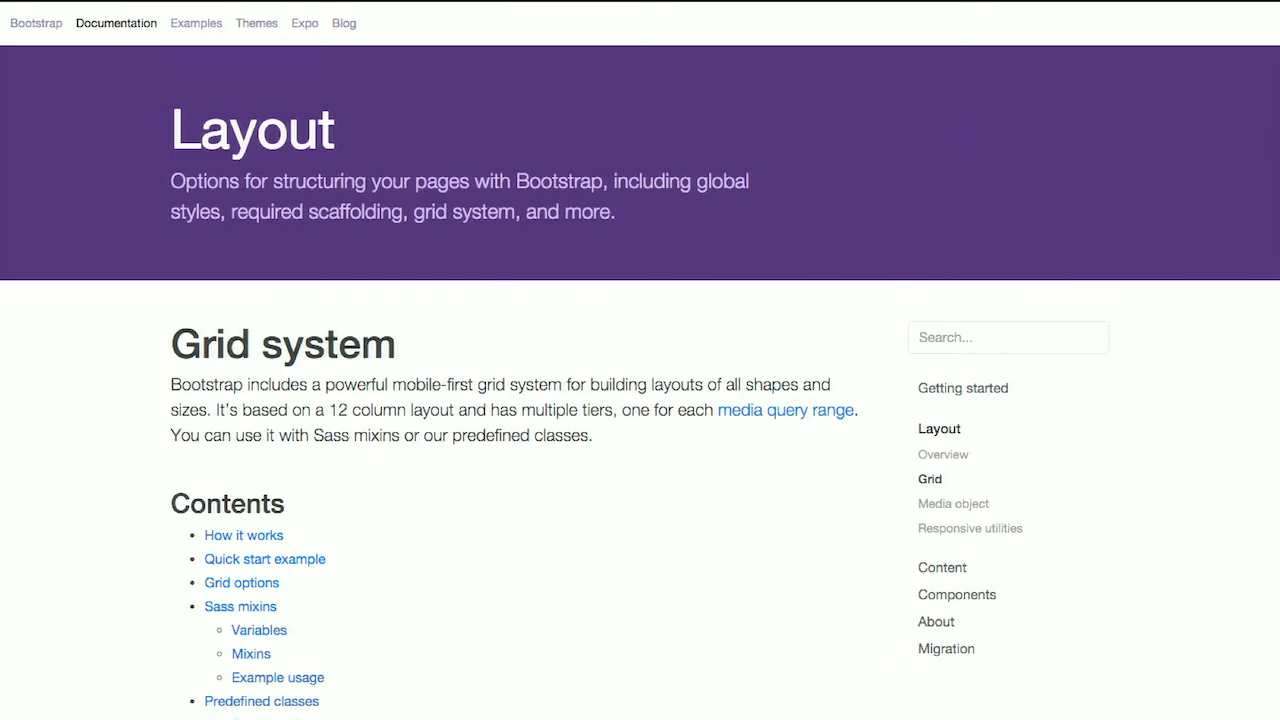 Bootstrap Documentation Examples Themes Expo Blog
Layout
Options for structuring your pages with Bootstrap, including global
styles, required scaffolding, grid system, and more.
Grid system
Bootstrap includes a powerful mobile-first grid system for building layouts of all shapes and
sizes. It's based on a 12 column layout and has multiple tiers, one for each media query range.
You can use it with Sass mixins or our predefined classes.
Contents
How it works
Quick start example
Grid options
Sass mixins
Variables
Mixins
Example usage
Predefined classes
Search...
Getting started
Layout
Overview
Grid
Media object
Responsive utilities
Content
Components
About
Migration